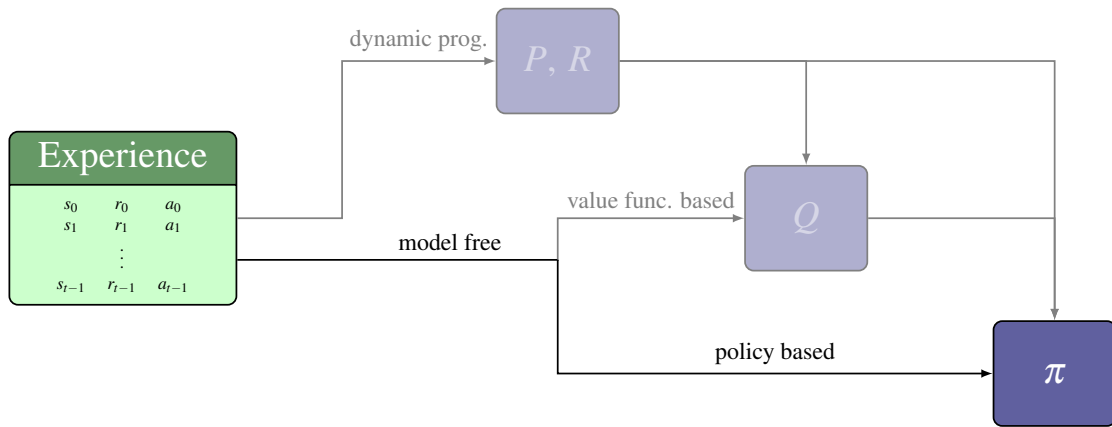 dynamic prog.
P, R
Experience
s₀ r₀ a₀
s₁ r₁ a₁
⋮
sₜ₋₁ rₜ₋₁ aₜ₋₁
value func. based
Q
model free
policy based
π